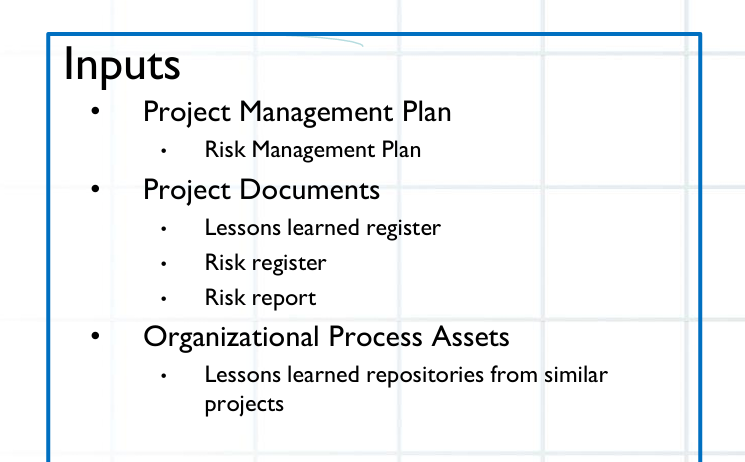 Inputs
• Project Management Plan
• Risk Management Plan
• Project Documents
• Lessons learned register
• Risk register
• Risk report
• Organizational Process Assets
• Lessons learned repositories from similar
projects